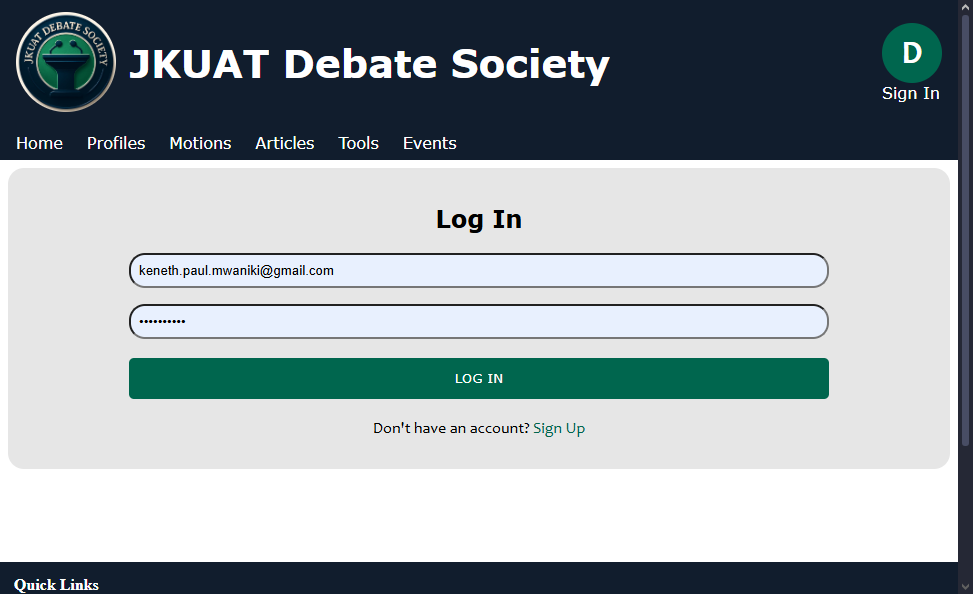 JKUAT DEBATE SOCIETY
JKUAT Debate Society
D
Sign In
Home Profiles Motions Articles Tools Events
Log In
keneth.paul.mwaniki@gmail.com
••••••••••
LOG IN
Don't have an account? Sign Up
Quick Links